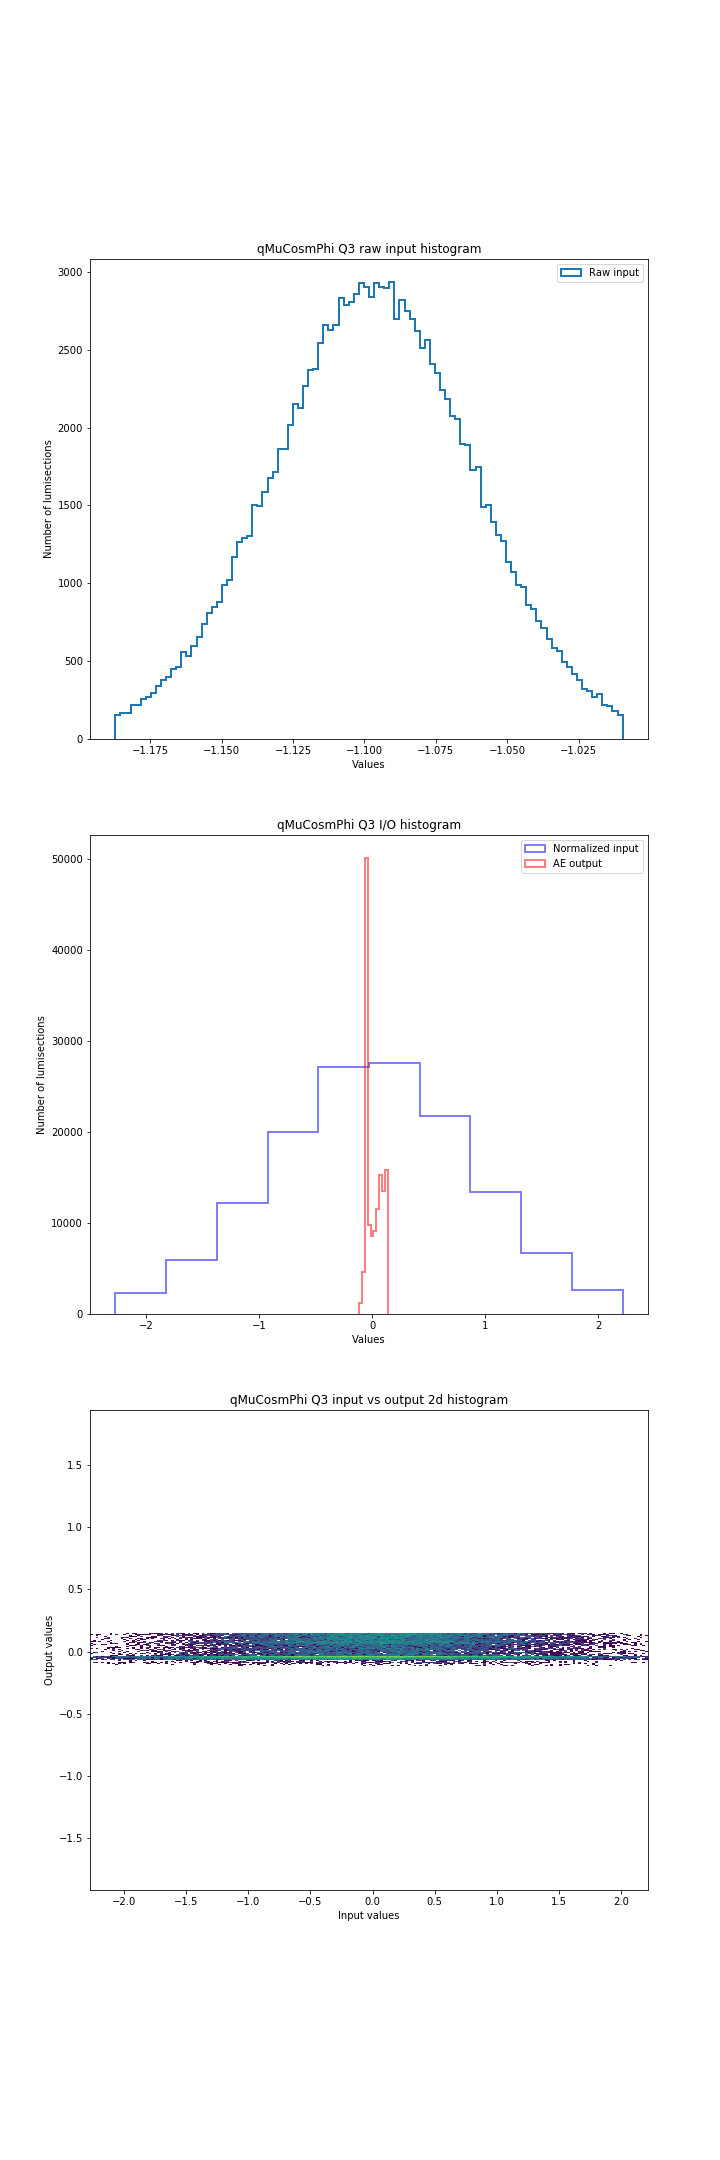 qMuCosmPhi Q3 raw input histogram
Raw input
3000
2500
2000
1500
1000
500
0
Number of lumisections
−1.175 −1.150 −1.125 −1.100 −1.075 −1.050 −1.025
Values
qMuCosmPhi Q3 I/O histogram
Normalized input
AE output
50000
40000
30000
20000
10000
0
Number of lumisections
−2 −1 0 1 2
Values
qMuCosmPhi Q3 input vs output 2d histogram
1.5
1.0
0.5
0.0
−0.5
−1.0
−1.5
Output values
−2.0 −1.5 −1.0 −0.5 0.0 0.5 1.0 1.5 2.0
Input values